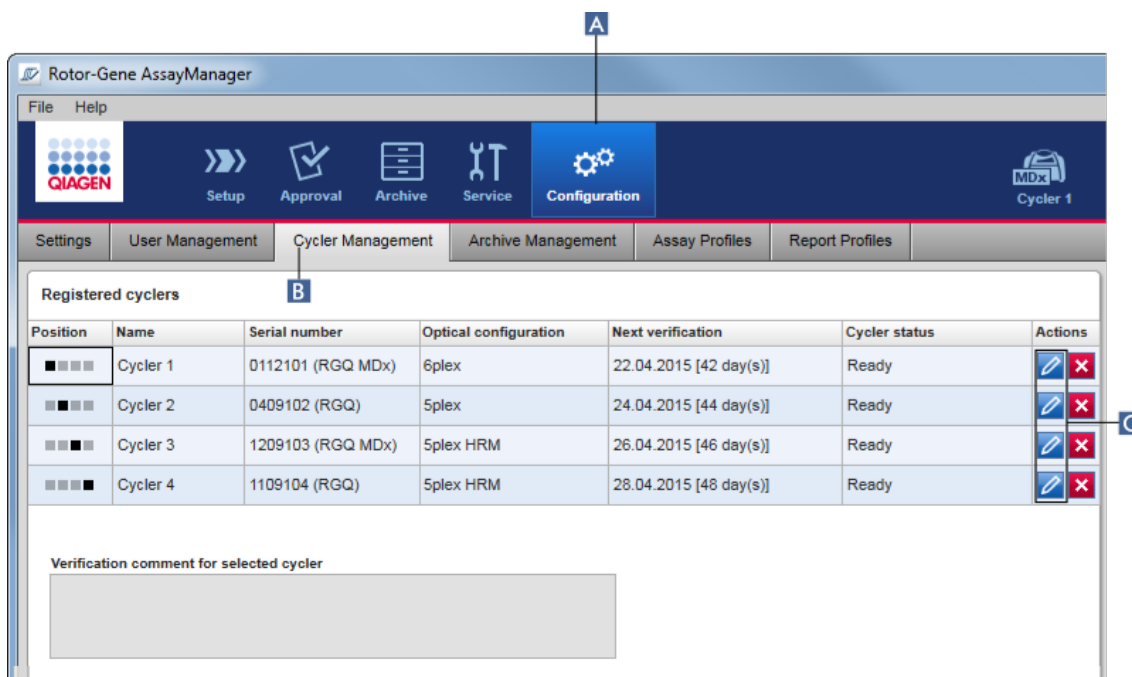 A
Rotor-Gene AssayManager
File Help
QIAGEN
Setup Approval Archive Service Configuration
MDx
Cycler 1
Settings User Management Cycler Management Archive Management Assay Profiles Report Profiles
B
Registered cyclers
Position Name Serial number Optical configuration Next verification Cycler status Actions
Cycler 1 0112101 (RGQ MDx) 6plex 22.04.2015 [42 day(s)] Ready
Cycler 2 0409102 (RGQ) 5plex 24.04.2015 [44 day(s)] Ready
C
Cycler 3 1209103 (RGQ MDx) 5plex HRM 26.04.2015 [46 day(s)] Ready
Cycler 4 1109104 (RGQ) 5plex HRM 28.04.2015 [48 day(s)] Ready
Verification comment for selected cycler